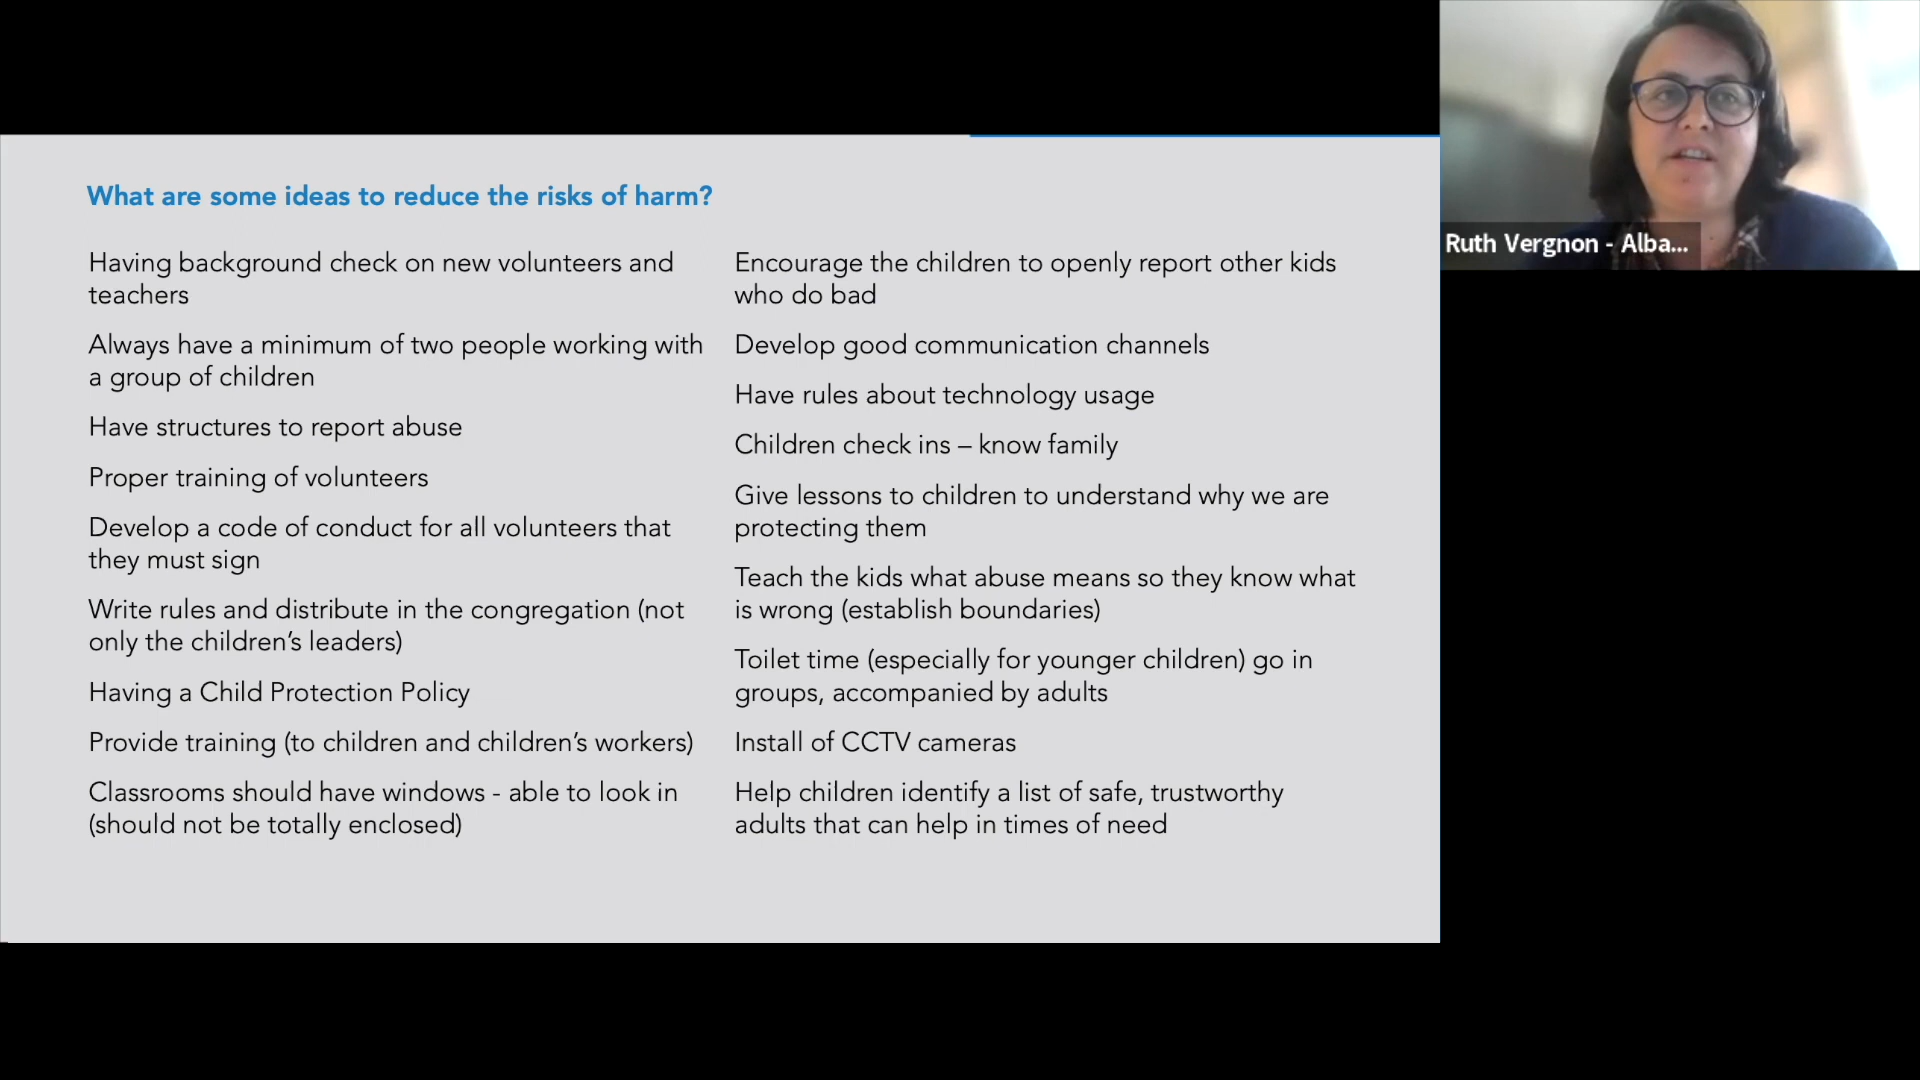 What are some ideas to reduce the risks of harm?
Having background check on new volunteers and
teachers
Always have a minimum of two people working with
a group of children
Have structures to report abuse
Proper training of volunteers
Develop a code of conduct for all volunteers that
they must sign
Write rules and distribute in the congregation (not
only the children’s leaders)
Having a Child Protection Policy
Provide training (to children and children’s workers)
Classrooms should have windows - able to look in
(should not be totally enclosed)
Encourage the children to openly report other kids
who do bad
Develop good communication channels
Have rules about technology usage
Children check ins – know family
Give lessons to children to understand why we are
protecting them
Teach the kids what abuse means so they know what
is wrong (establish boundaries)
Toilet time (especially for younger children) go in
groups, accompanied by adults
Install of CCTV cameras
Help children identify a list of safe, trustworthy
adults that can help in times of need
Ruth Vergnon - Alba...